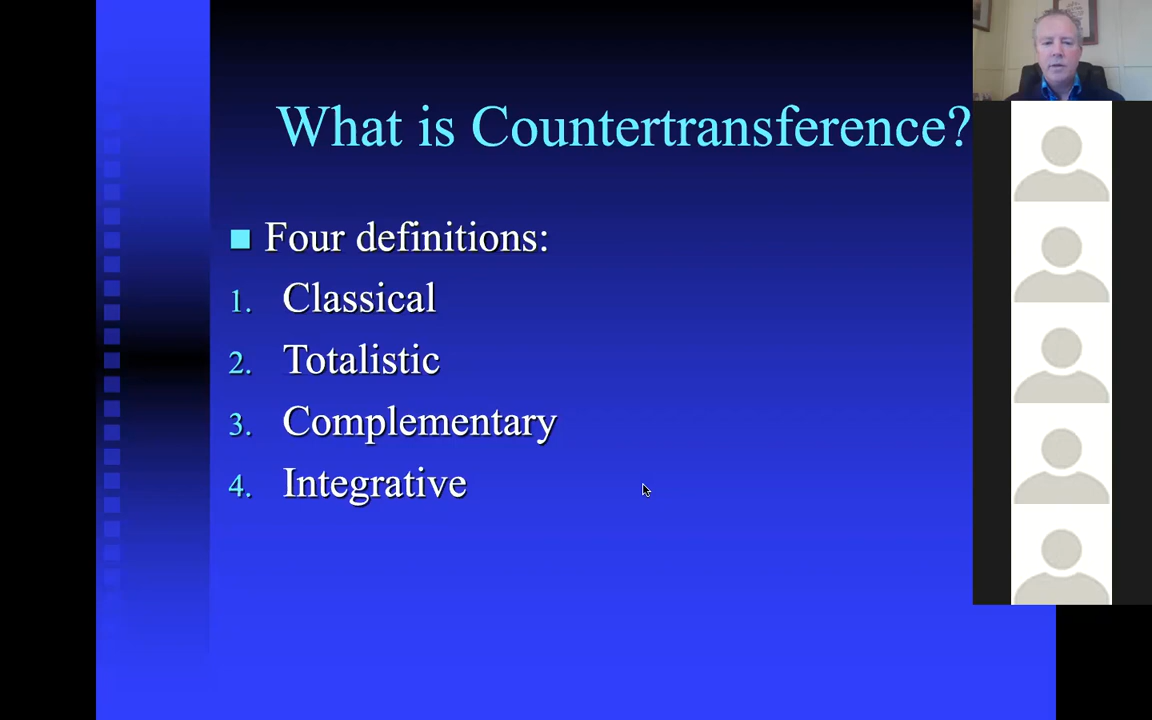 What is Countertransference?
Four definitions:
1. Classical
2. Totalistic
3. Complementary
4. Integrative